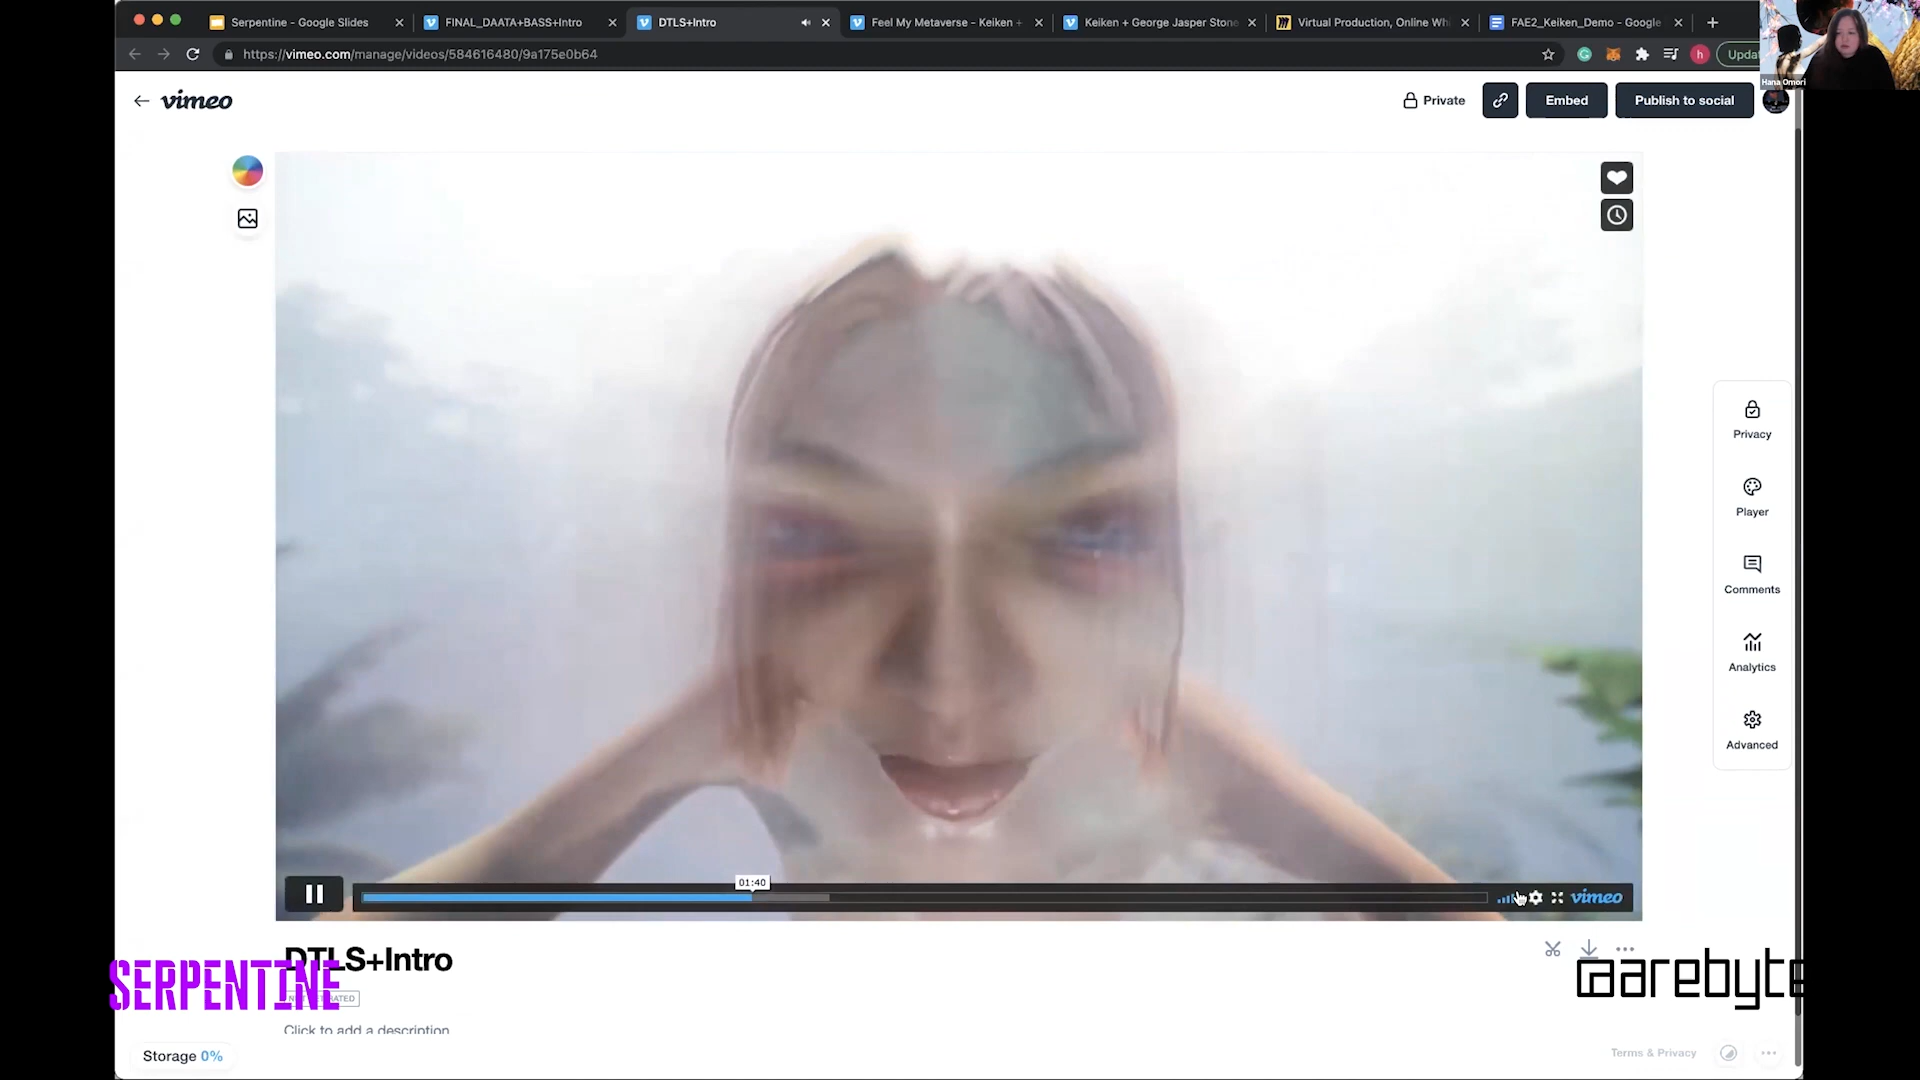 Serpentine - Google Slides
FINAL_DAATA+BASS+Intro
DTLS+Intro
Feel My Metaverse - Keiken +
Keiken + George Jasper Stone
Virtual Production, Online Wh
FAE2_Keiken_Demo - Google
https://vimeo.com/manage/videos/584616480/9a175e0b64
h
Hana Omori
vimeo
Private
Embed
Publish to social
Privacy
Player
Comments
Analytics
Advanced
01:40
vimeo
DTLS+Intro
SERPENTINE
@arebyte
Click to add a description
Storage 0%
Terms & Privacy